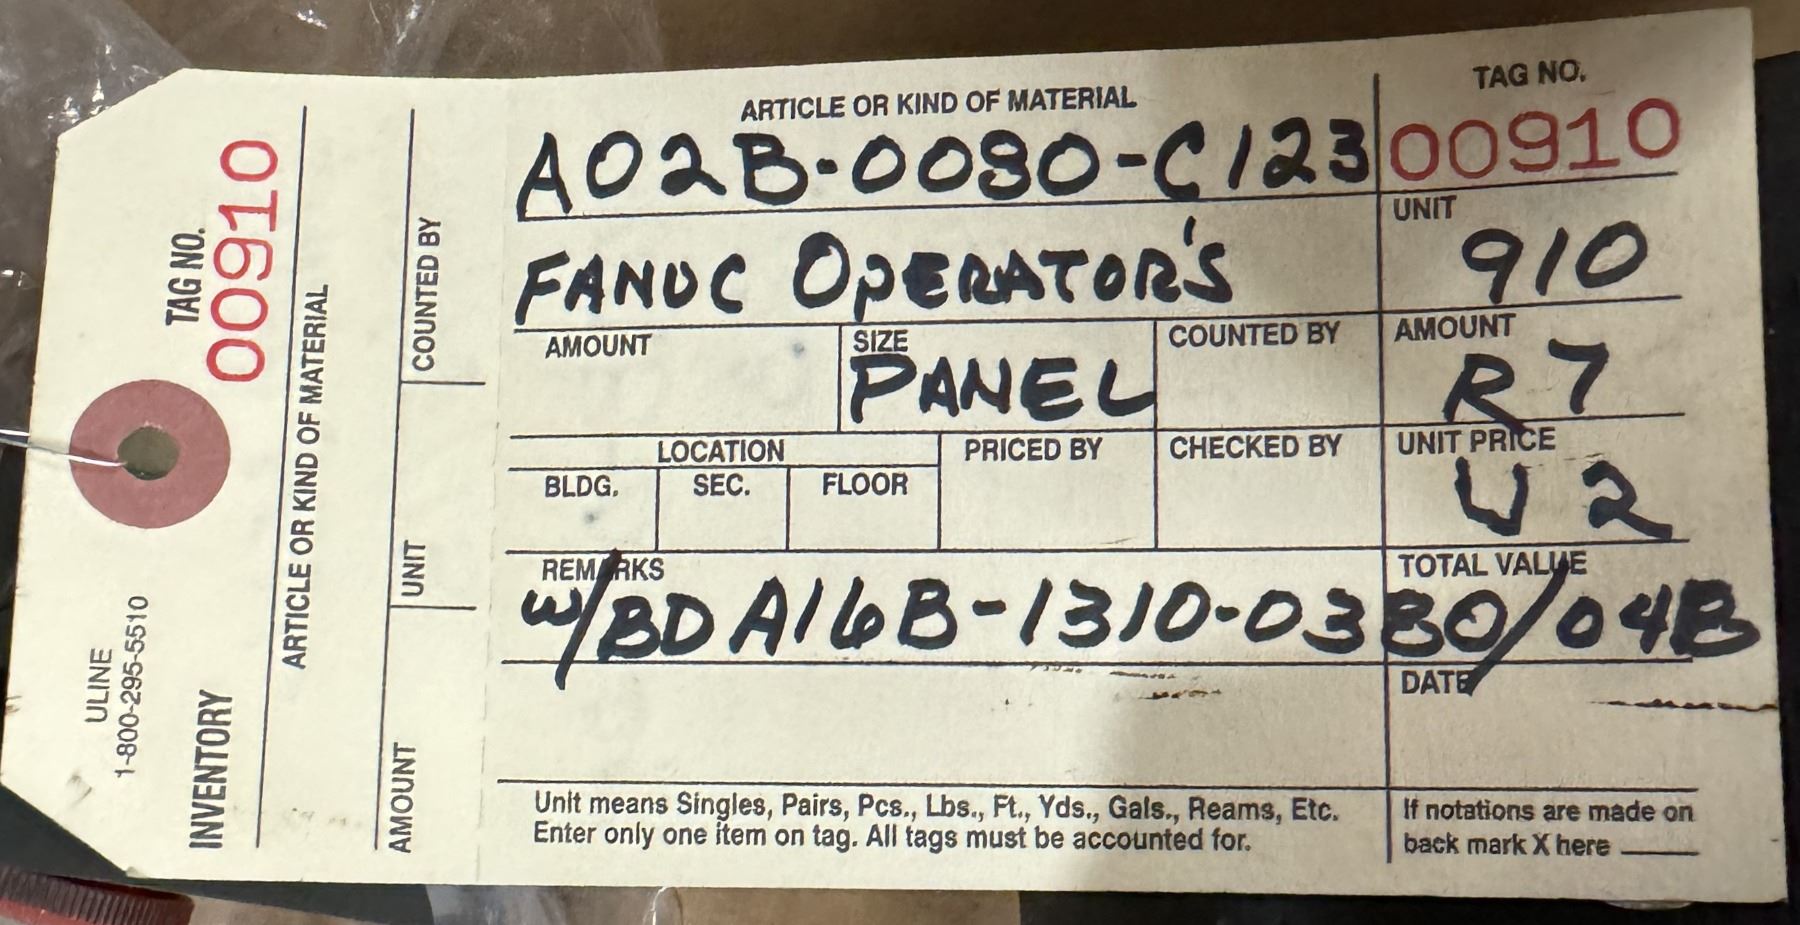 TAG NO.
00910
INVENTORY
ULINE
1-800-295-5510
ARTICLE OR KIND OF MATERIAL
COUNTED BY
UNIT
AMOUNT
ARTICLE OR KIND OF MATERIAL
A02B-0080-C123
TAG NO.
00910
FANUC OPERATOR'S
UNIT
910
AMOUNT
SIZE
PANEL
COUNTED BY
AMOUNT
R7
LOCATION
BLDG. SEC. FLOOR
PRICED BY
CHECKED BY
UNIT PRICE
U2
REMARKS
TOTAL VALUE
w/BD A16B-1310-0380/04B
DATE
Unit means Singles, Pairs, Pcs., Lbs., Ft., Yds., Gals., Reams, Etc.
Enter only one item on tag. All tags must be accounted for.
If notations are made on
back mark X here